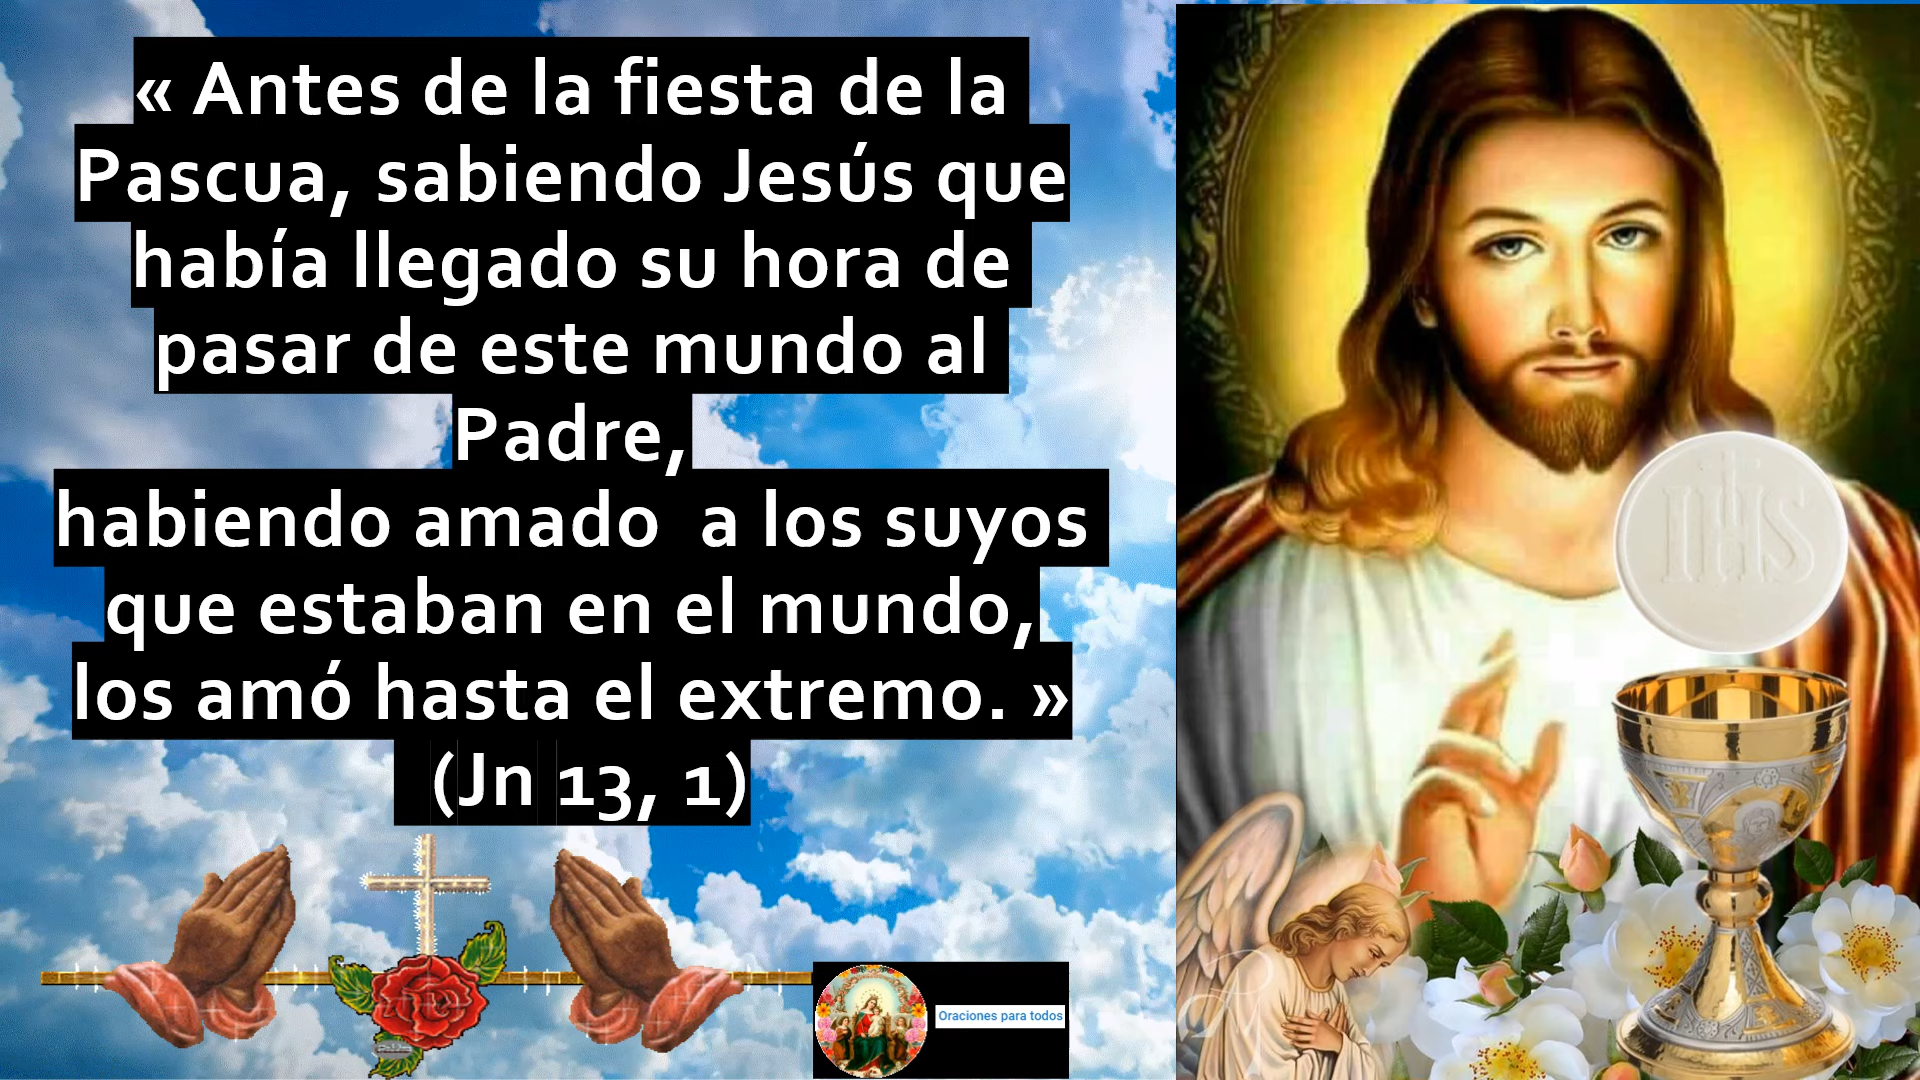 « Antes de la fiesta de la
Pascua, sabiendo Jesús que
había llegado su hora de
pasar de este mundo al
Padre,
habiendo amado  a los suyos
que estaban en el mundo,
los amó hasta el extremo. »
(Jn 13, 1)
Oraciones para todos
IHS